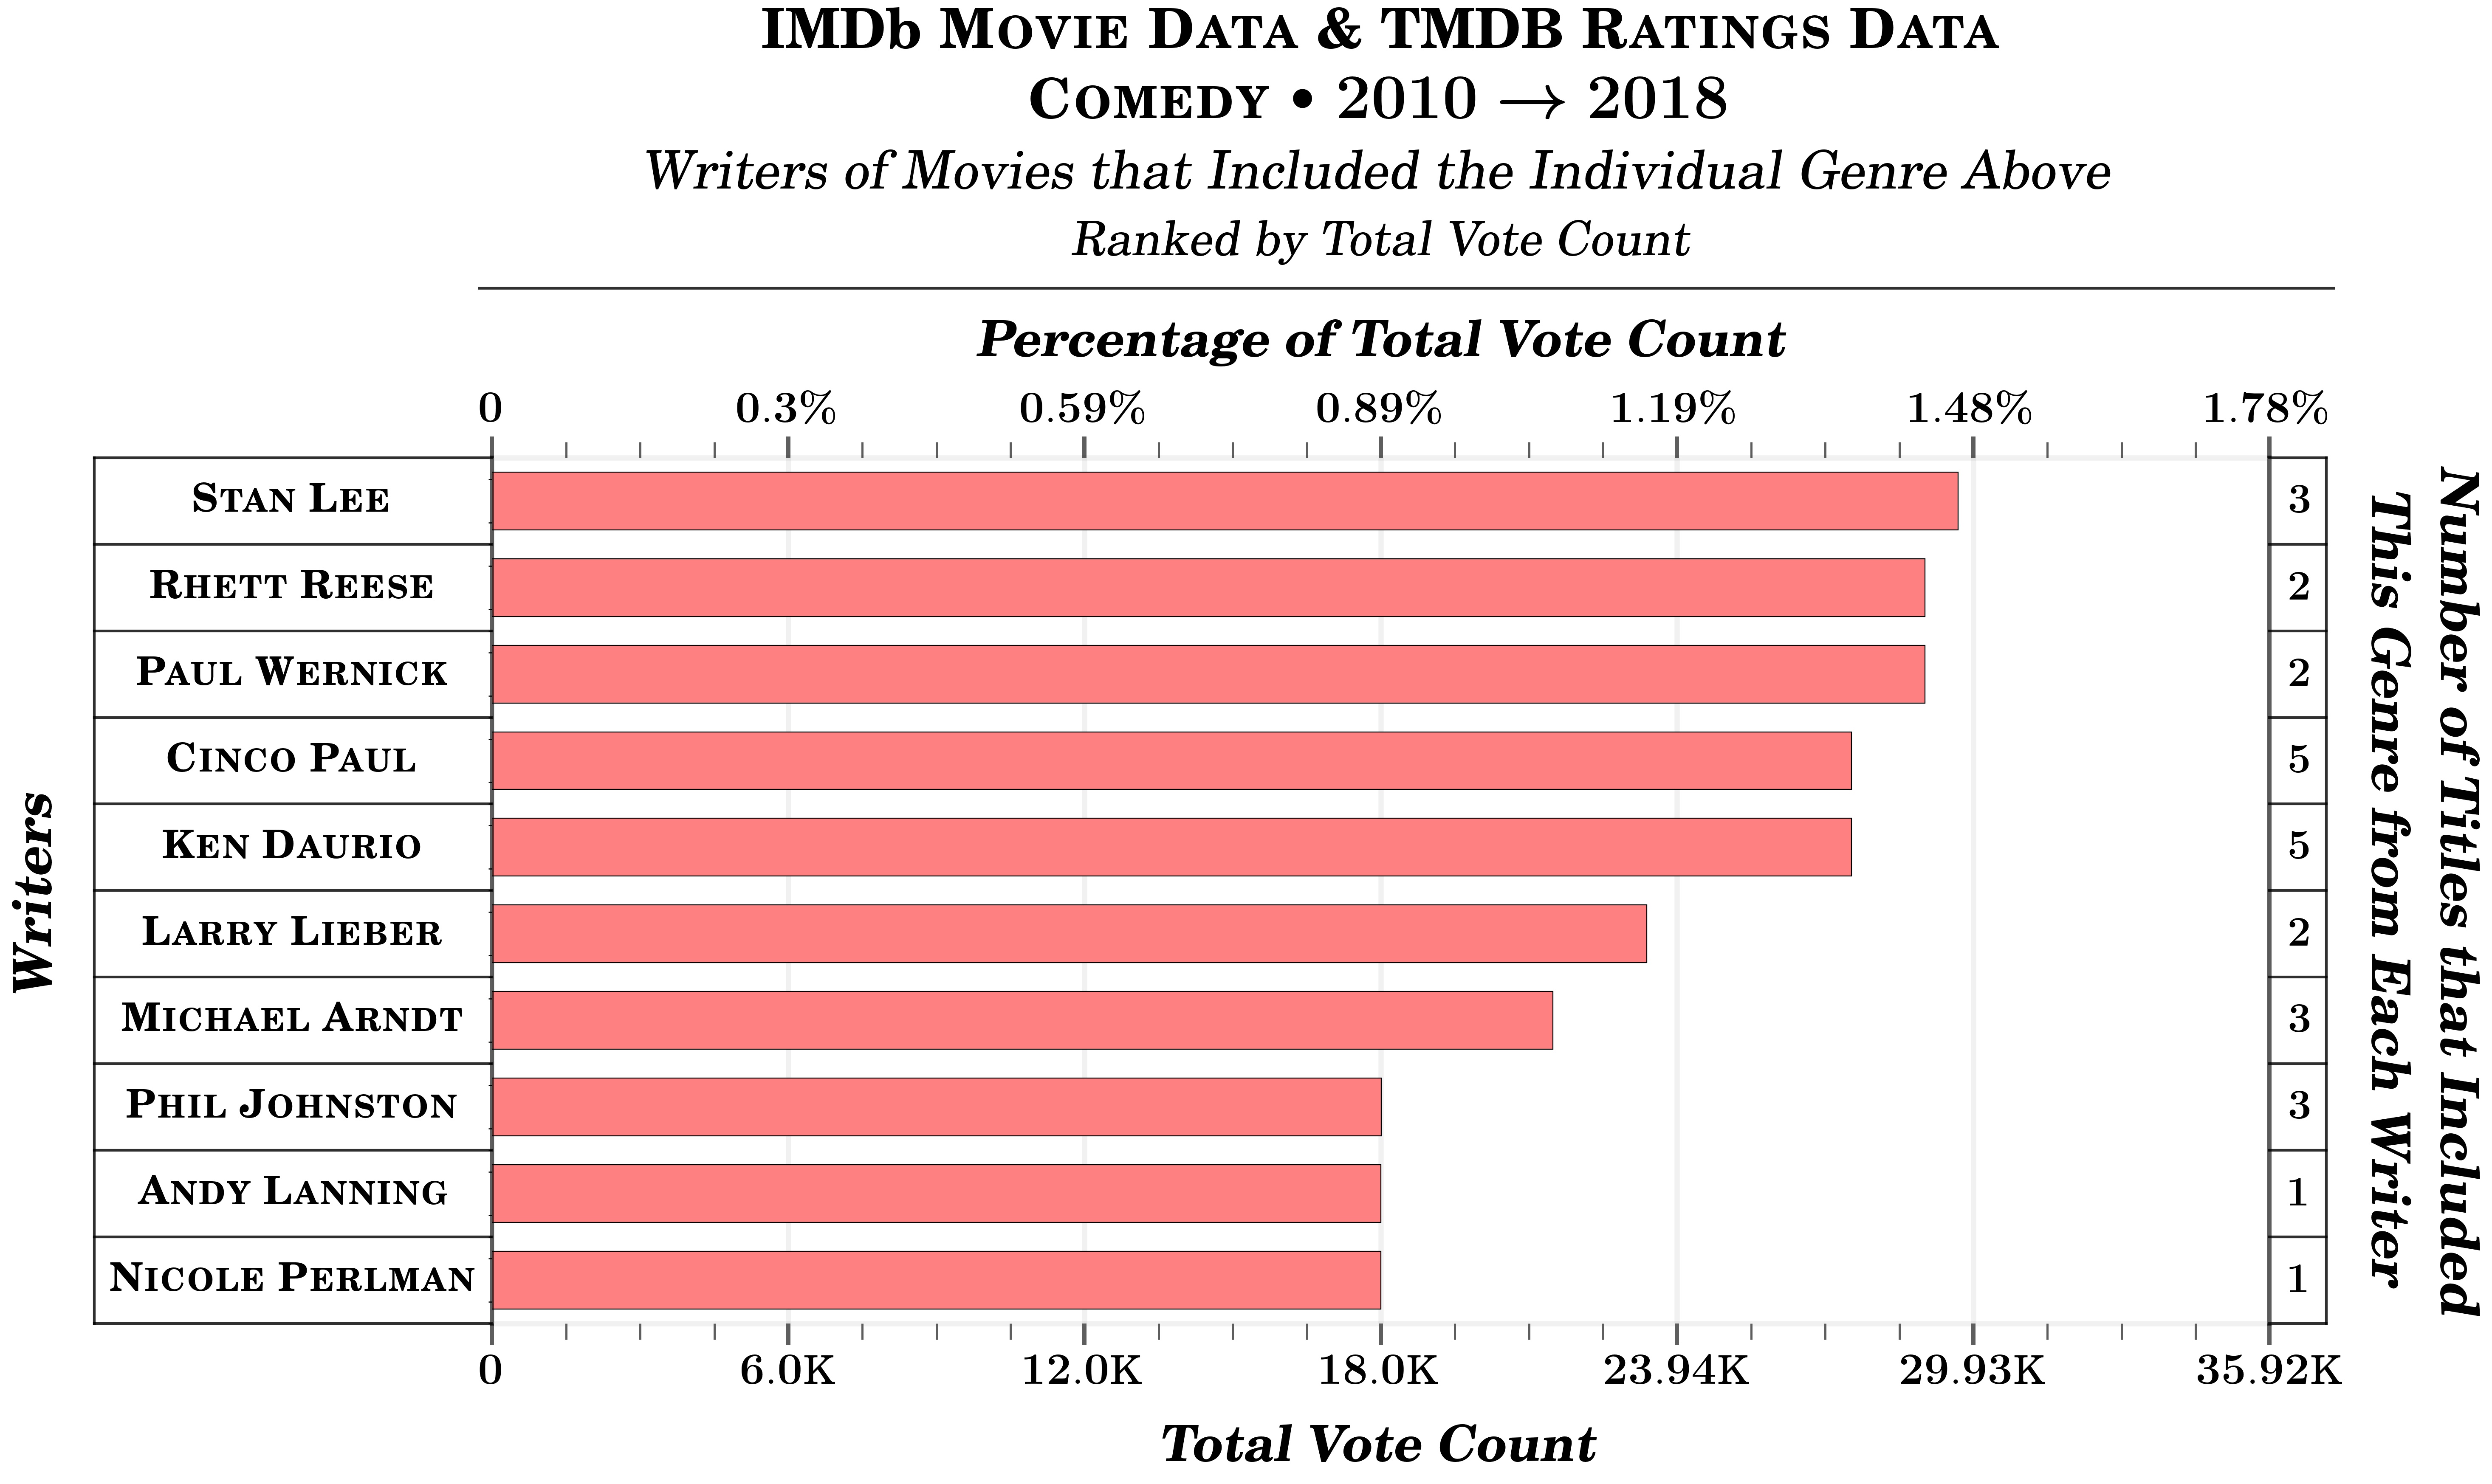 IMDb Movie Data & TMDB Ratings Data
Comedy • 2010 → 2018
Writers of Movies that Included the Individual Genre Above
Ranked by Total Vote Count
Percentage of Total Vote Count
0 0.3% 0.59% 0.89% 1.19% 1.48% 1.78%
Writers
Stan Lee 3
Rhett Reese 2
Paul Wernick 2
Cinco Paul 5
Ken Daurio 5
Larry Lieber 2
Michael Arndt 3
Phil Johnston 3
Andy Lanning 1
Nicole Perlman 1
Number of Titles that Included
This Genre from Each Writer
0 6.0K 12.0K 18.0K 23.94K 29.93K 35.92K
Total Vote Count